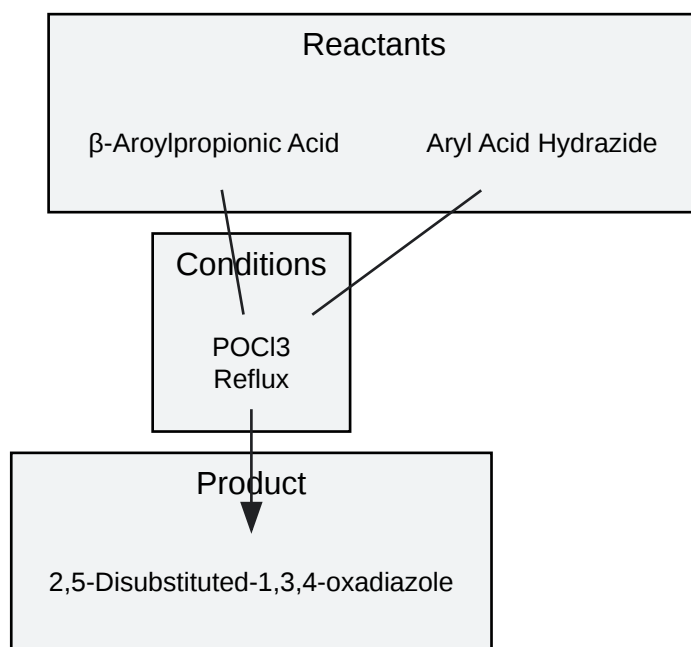 Reactants
β-Aroylpropionic Acid
Aryl Acid Hydrazide
Conditions
POCl3
Reflux
Product
2,5-Disubstituted-1,3,4-oxadiazole